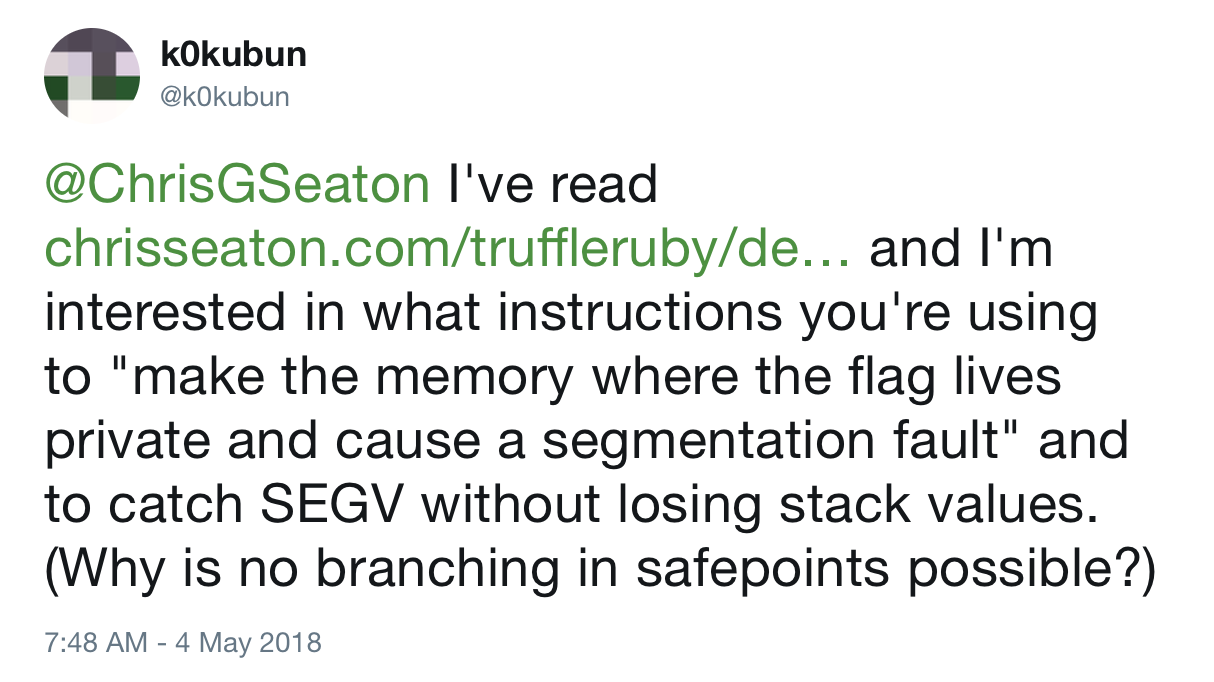 k0kubun
@k0kubun
@ChrisGSeaton I've read
chrisseaton.com/truffleruby/de… and I'm
interested in what instructions you're using
to "make the memory where the flag lives
private and cause a segmentation fault" and
to catch SEGV without losing stack values.
(Why is no branching in safepoints possible?)
7:48 AM - 4 May 2018